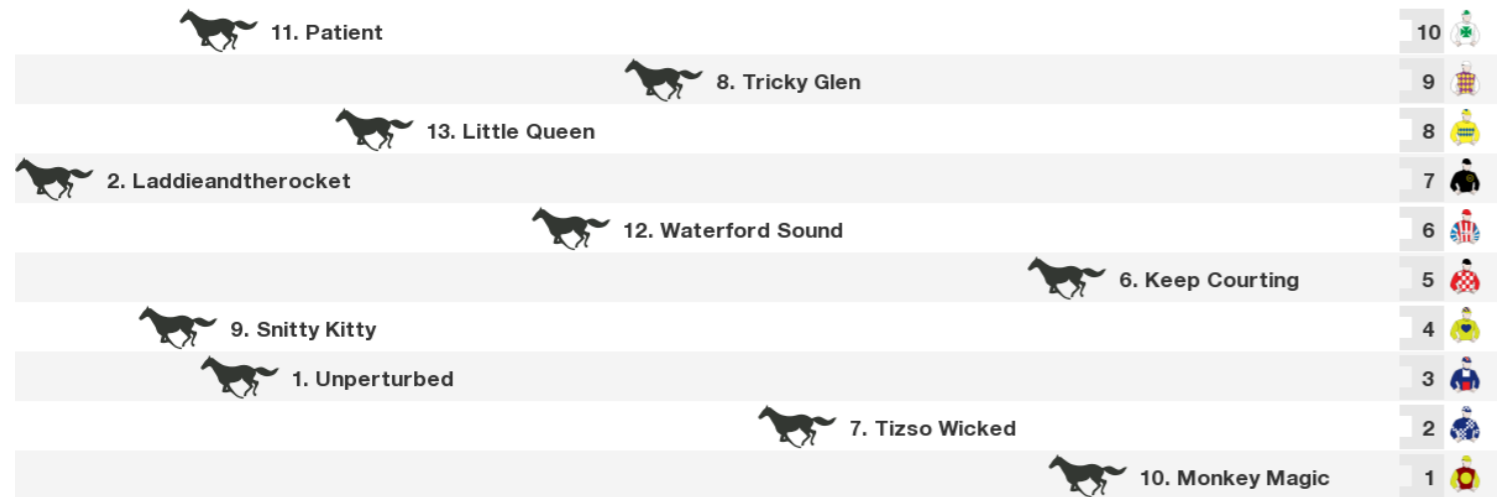 11. Patient 10
8. Tricky Glen 9
13. Little Queen 8
2. Laddieandtherocket 7
12. Waterford Sound 6
6. Keep Courting 5
9. Snitty Kitty 4
1. Unperturbed 3
7. Tizso Wicked 2
10. Monkey Magic 1